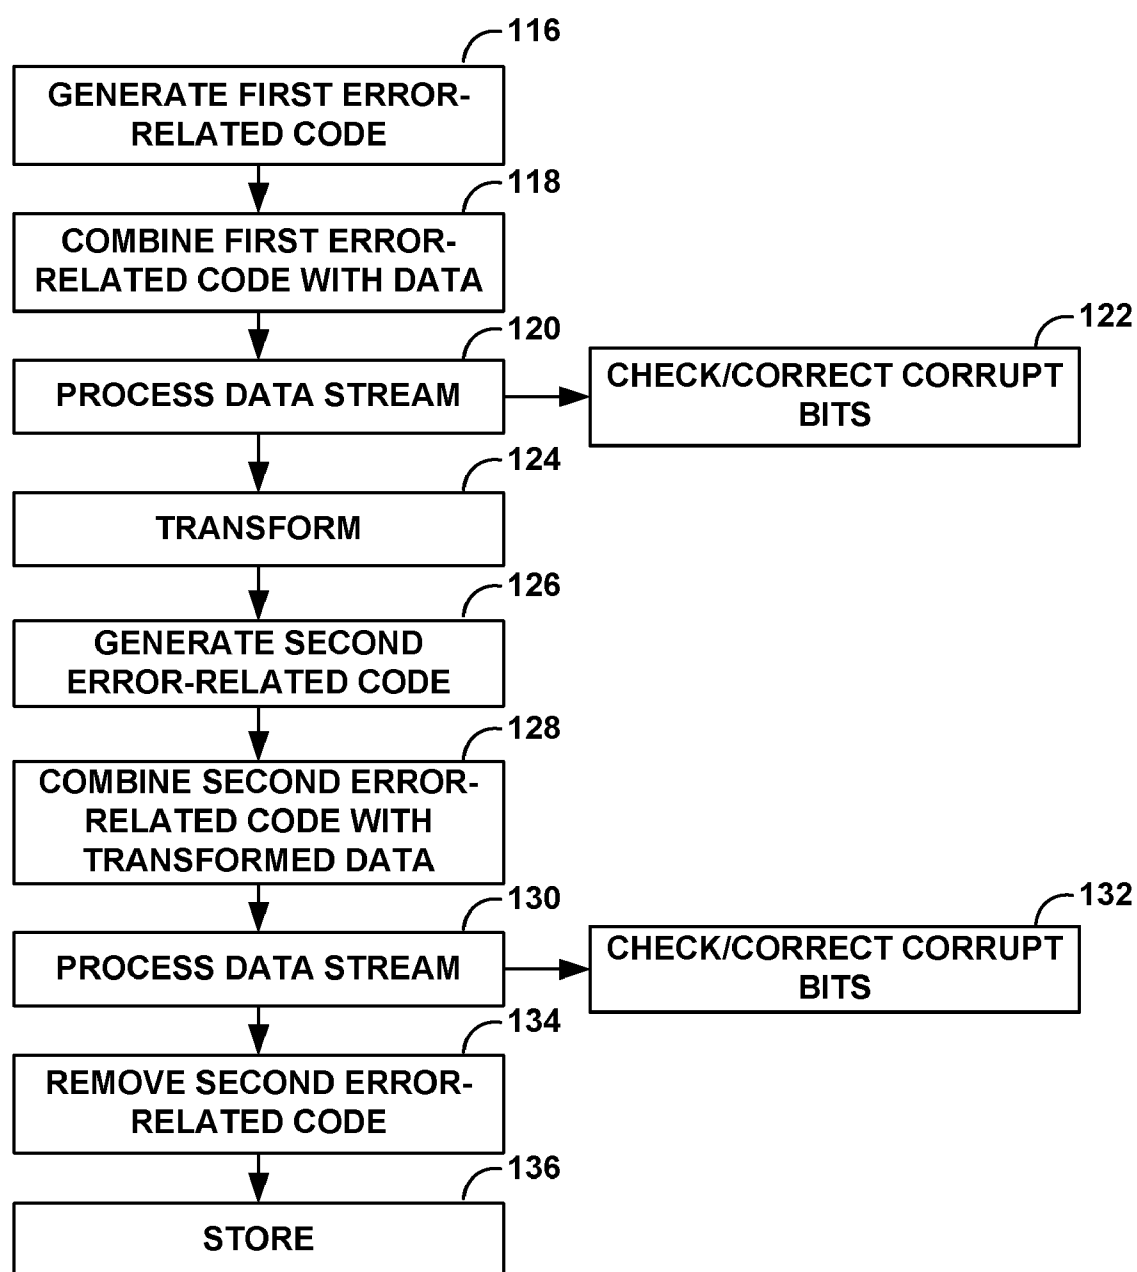 116
GENERATE FIRST ERROR-
RELATED CODE
118
COMBINE FIRST ERROR-
RELATED CODE WITH DATA
120
PROCESS DATA STREAM
122
CHECK/CORRECT CORRUPT
BITS
124
TRANSFORM
126
GENERATE SECOND
ERROR-RELATED CODE
128
COMBINE SECOND ERROR-
RELATED CODE WITH
TRANSFORMED DATA
130
PROCESS DATA STREAM
132
CHECK/CORRECT CORRUPT
BITS
134
REMOVE SECOND ERROR-
RELATED CODE
136
STORE